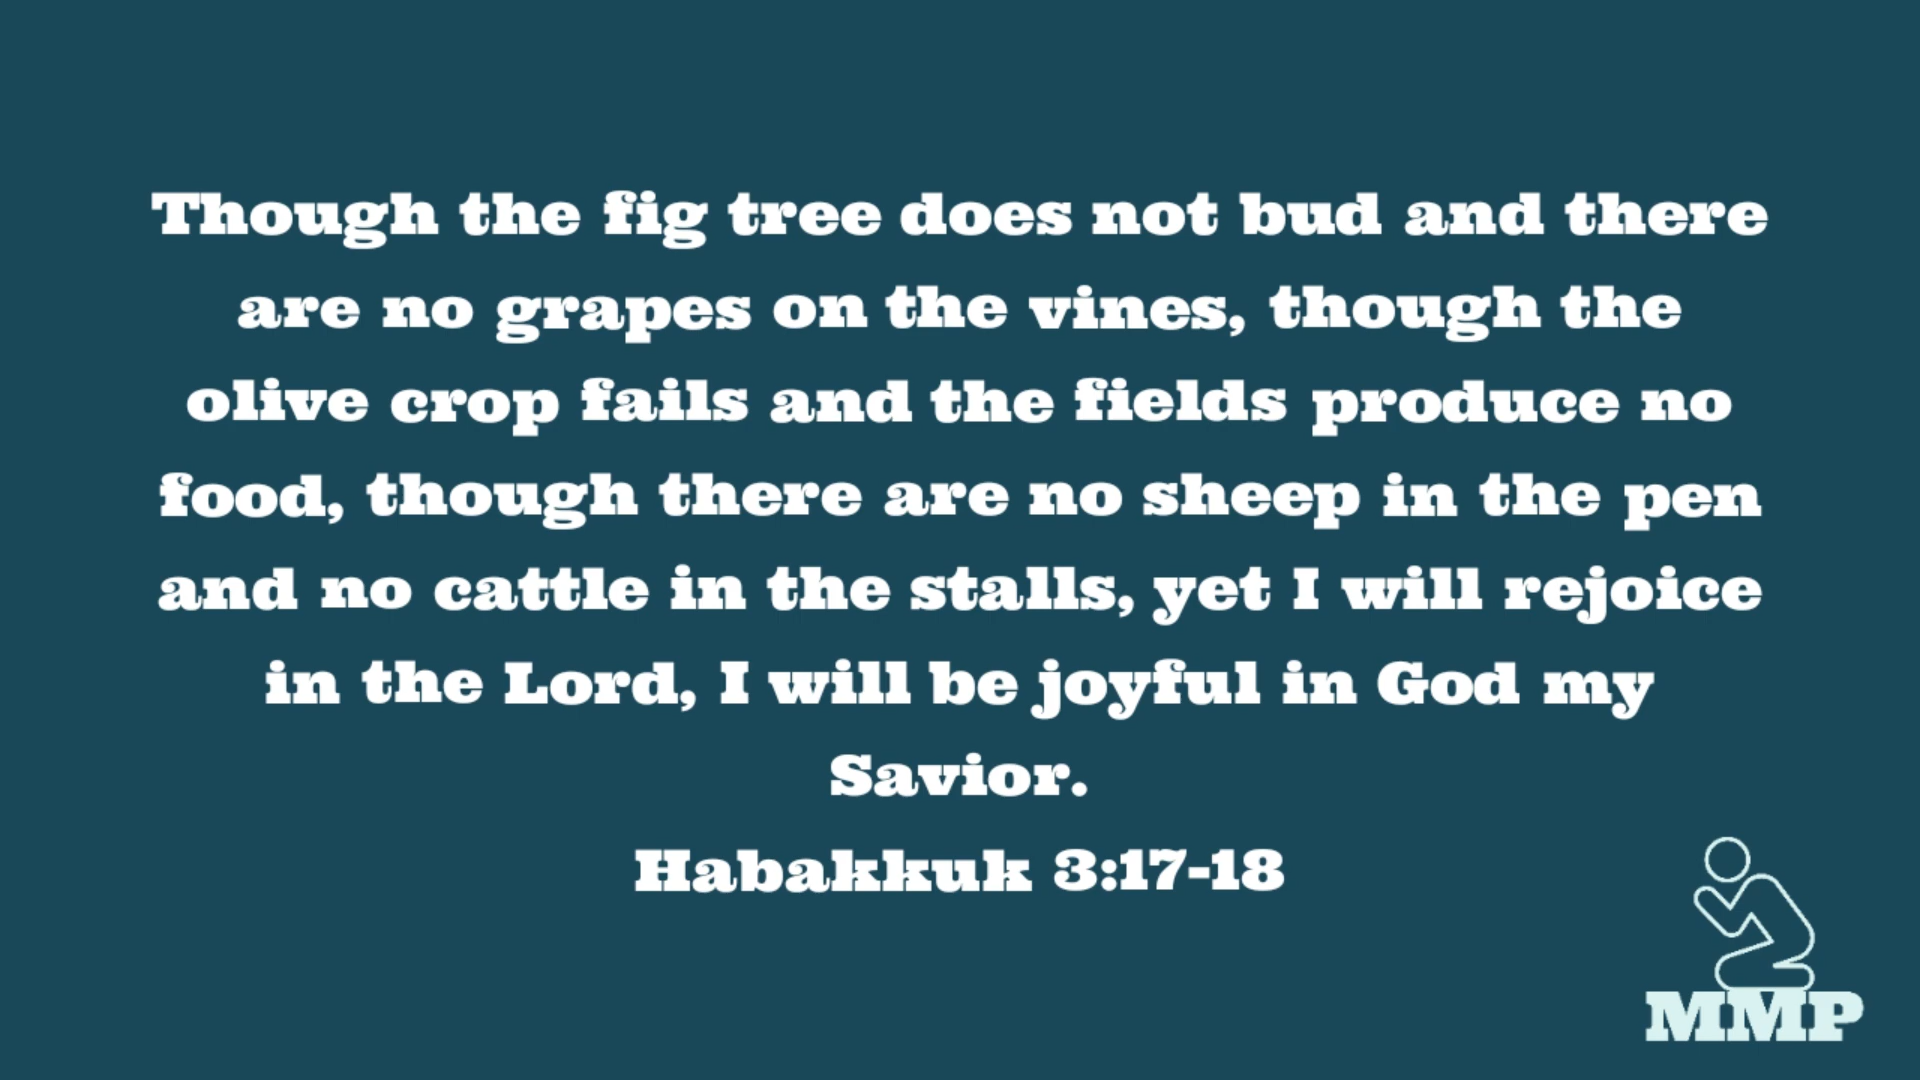 Though the fig tree does not bud and there
are no grapes on the vines, though the
olive crop fails and the fields produce no
food, though there are no sheep in the pen
and no cattle in the stalls, yet I will rejoice
in the Lord, I will be joyful in God my
Savior.
Habakkuk 3:17-18
MMP